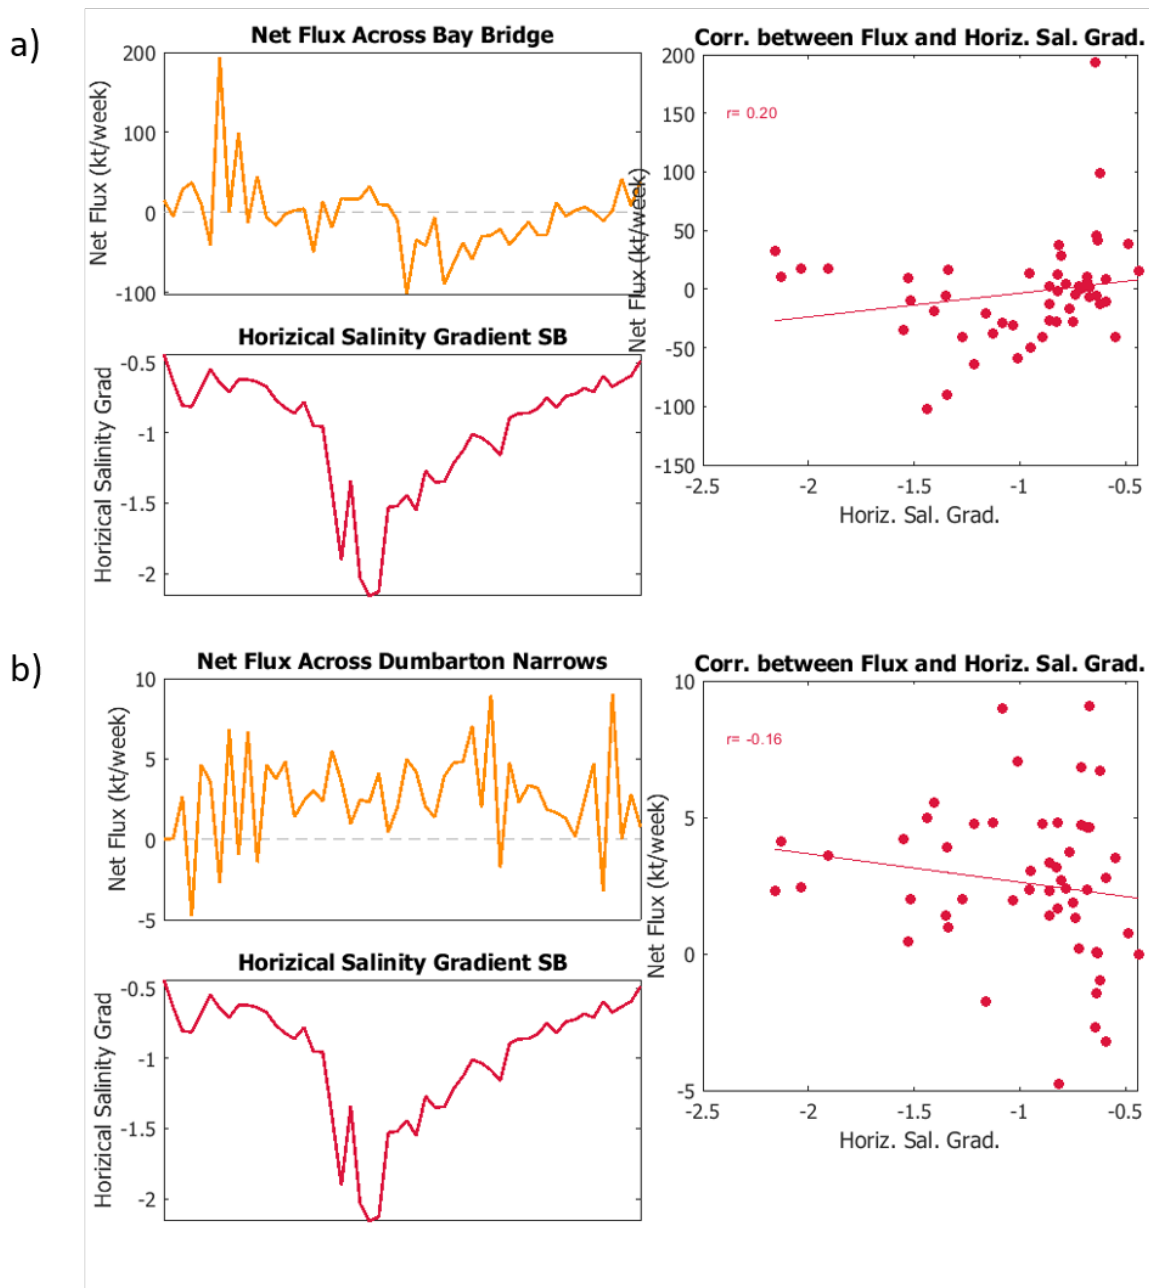 a)
Net Flux Across Bay Bridge
Net Flux (kt/week)
200
100
0
-100
Horizical Salinity Gradient SB
Horizical Salinity Grad
-0.5
-1
-1.5
-2
Corr. between Flux and Horiz. Sal. Grad.
r= 0.20
Net Flux (kt/week)
200
150
100
50
0
-50
-100
-150
-2.5 -2 -1.5 -1 -0.5
Horiz. Sal. Grad.
b)
Net Flux Across Dumbarton Narrows
Net Flux (kt/week)
10
5
0
-5
Horizical Salinity Gradient SB
Horizical Salinity Grad
-0.5
-1
-1.5
-2
Corr. between Flux and Horiz. Sal. Grad.
r= -0.16
Net Flux (kt/week)
10
5
0
-5
-2.5 -2 -1.5 -1 -0.5
Horiz. Sal. Grad.